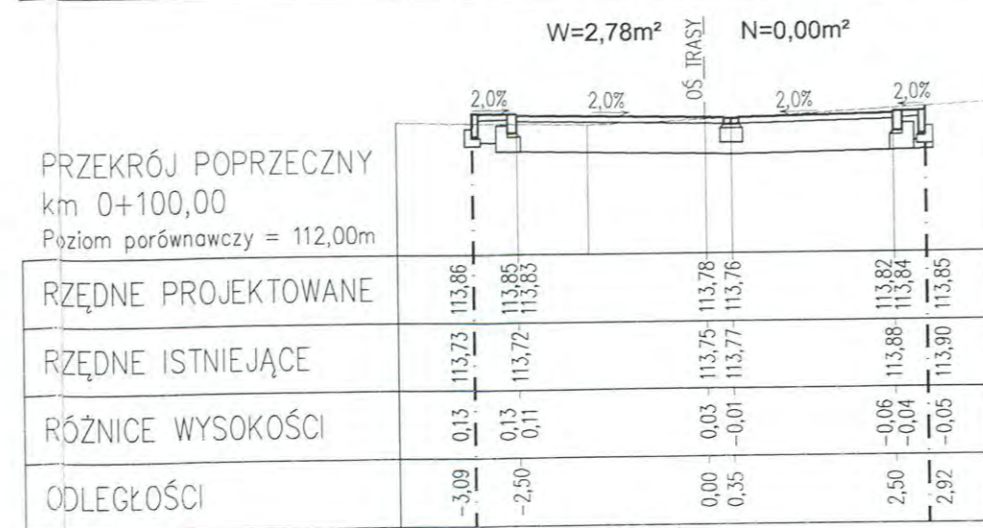 W=2,78m² N=0,00m²
OŚ TRASY
2,0% 2,0% 2,0% 2,0%
PRZEKRÓJ POPRZECZNY
km 0+100,00
Poziom porównawczy = 112,00m
RZĘDNE PROJEKTOWANE 113,86 113,85 113,83 113,78 113,76 113,82 113,84 113,85
RZĘDNE ISTNIEJĄCE 113,73 113,72 113,75 113,77 113,88 113,90
RÓŻNICE WYSOKOŚCI 0,13 0,13 0,11 0,03 -0,01 -0,06 -0,04 -0,05
ODLEGŁOŚCI -3,09 -2,50 0,00 0,35 2,50 2,92